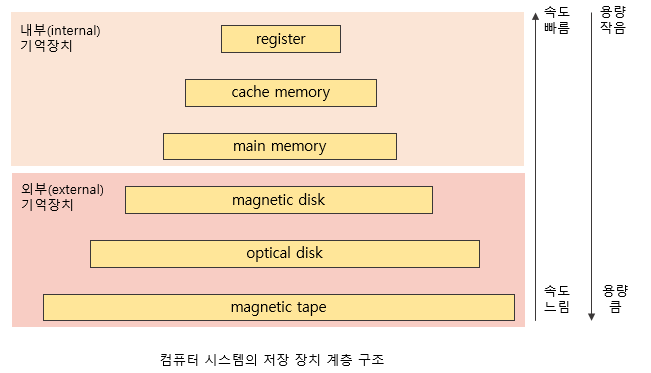 내부(internal)
기억장치
register
cache memory
main memory
외부(external)
기억장치
magnetic disk
optical disk
magnetic tape
속도
빠름
용량
작음
속도
느림
용량
큼
컴퓨터 시스템의 저장 장치 계층 구조